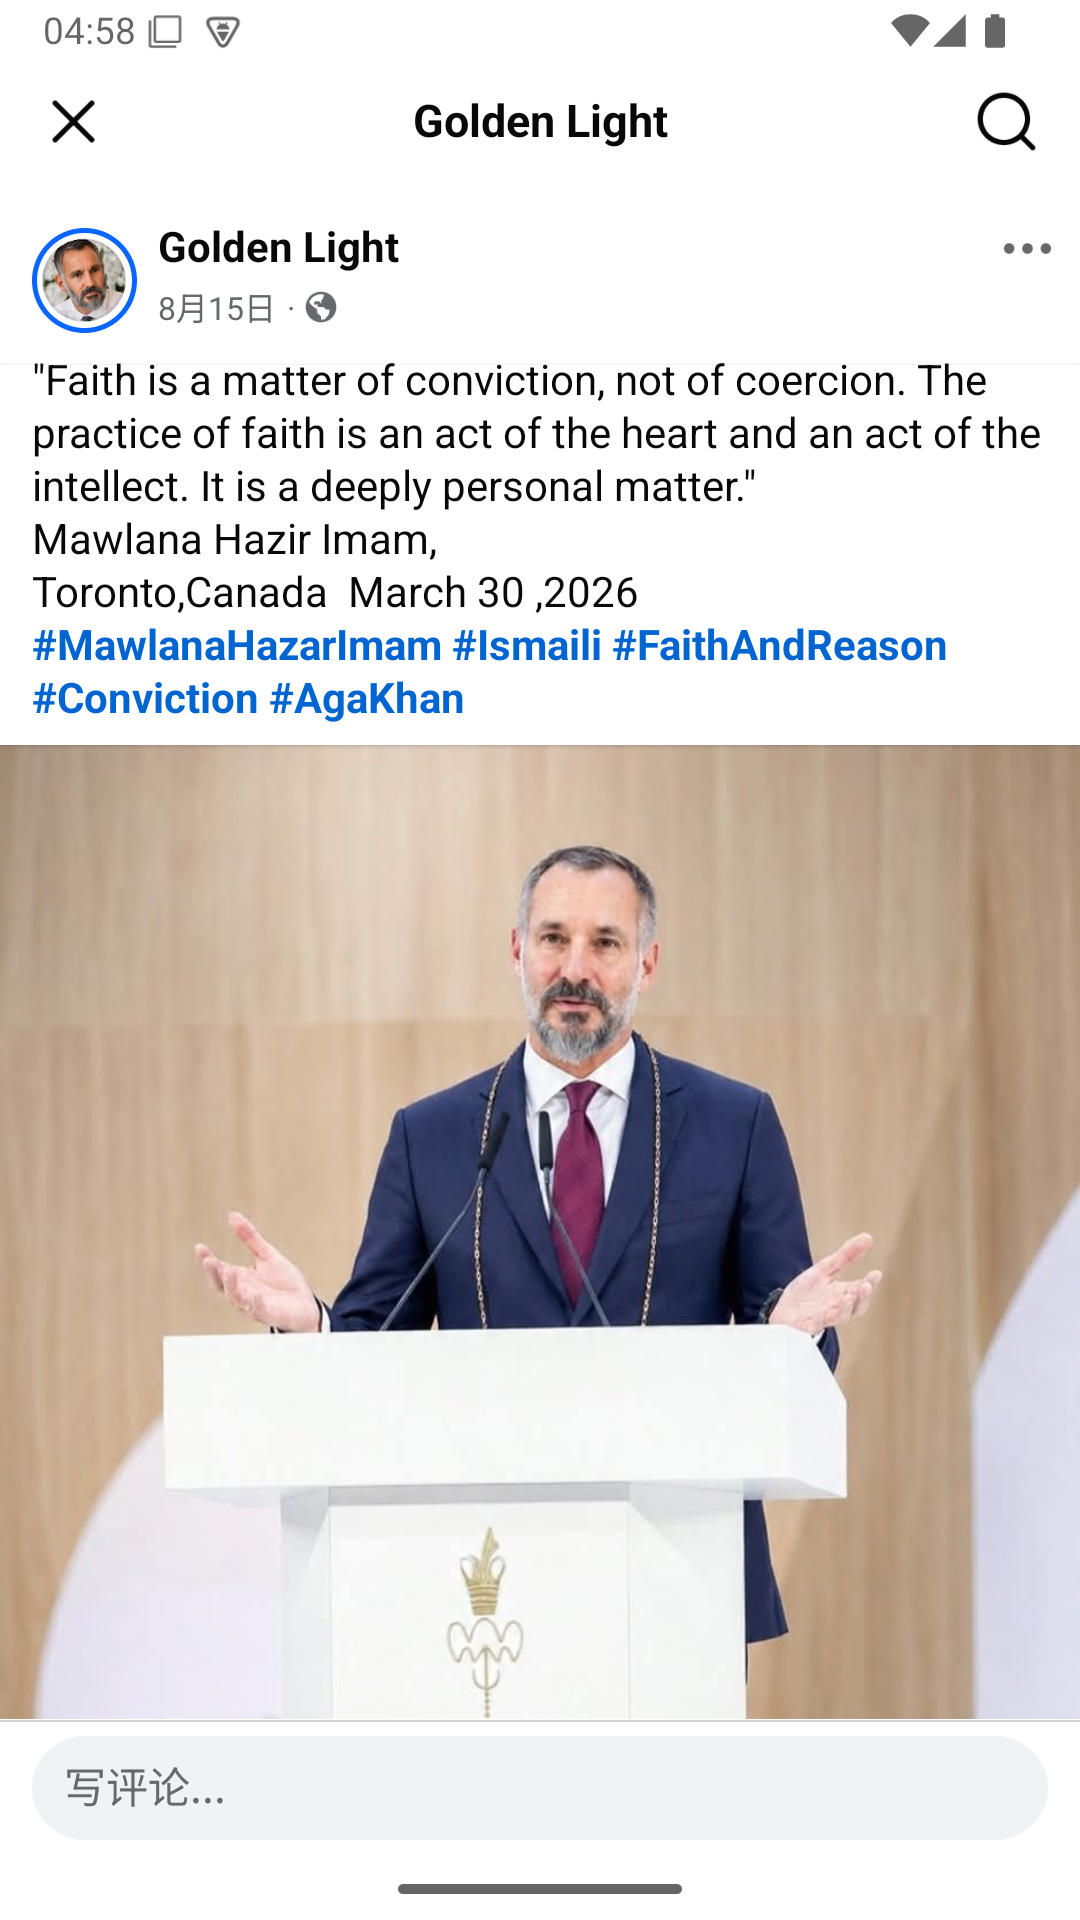 04:58
Golden Light
Golden Light
8月15日 ·
"Faith is a matter of conviction, not of coercion. The
practice of faith is an act of the heart and an act of the
intellect. It is a deeply personal matter."
Mawlana Hazir Imam,
Toronto,Canada  March 30 ,2026
#MawlanaHazarImam #Ismaili #FaithAndReason
#Conviction #AgaKhan
写评论...